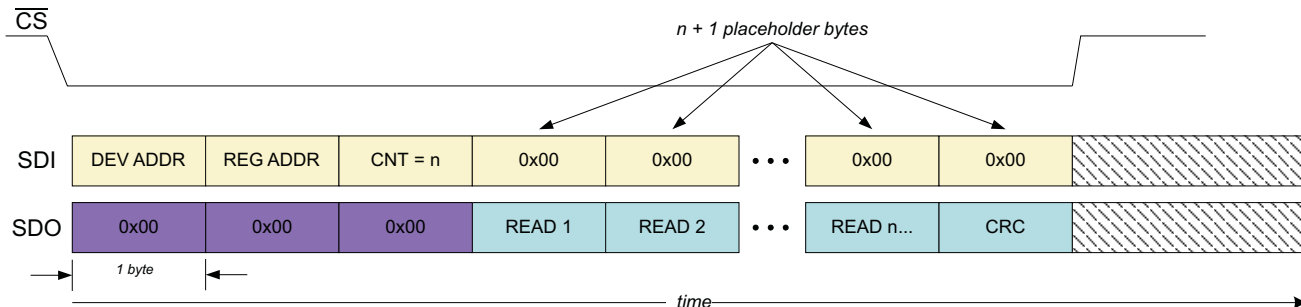 CS
n + 1 placeholder bytes
SDI DEV ADDR REG ADDR CNT = n 0x00 0x00 • • • 0x00 0x00
SDO 0x00 0x00 0x00 READ 1 READ 2 • • • READ n... CRC
1 byte
time